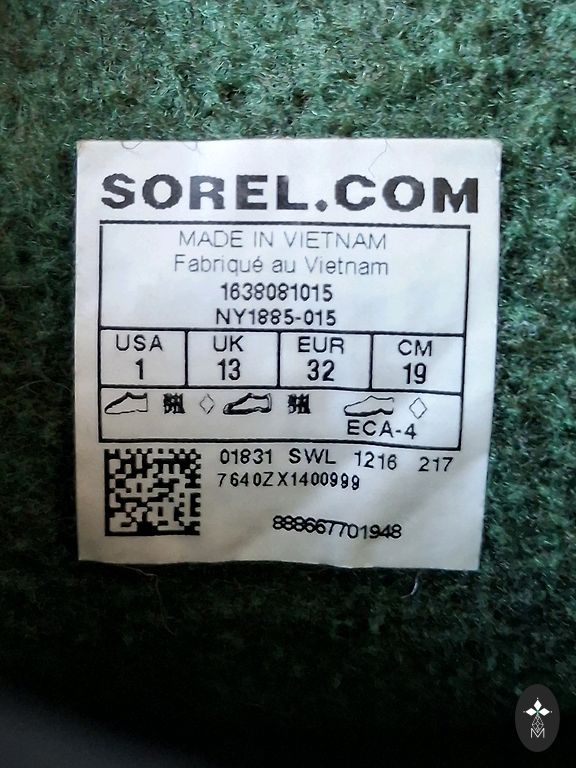 SOREL.COM
MADE IN VIETNAM
Fabriqué au Vietnam
1638081015
NY1885-015
USA UK EUR CM
1 13 32 19
ECA-4
01831 SWL 1216 217
7640ZX1400999
888667701948
M